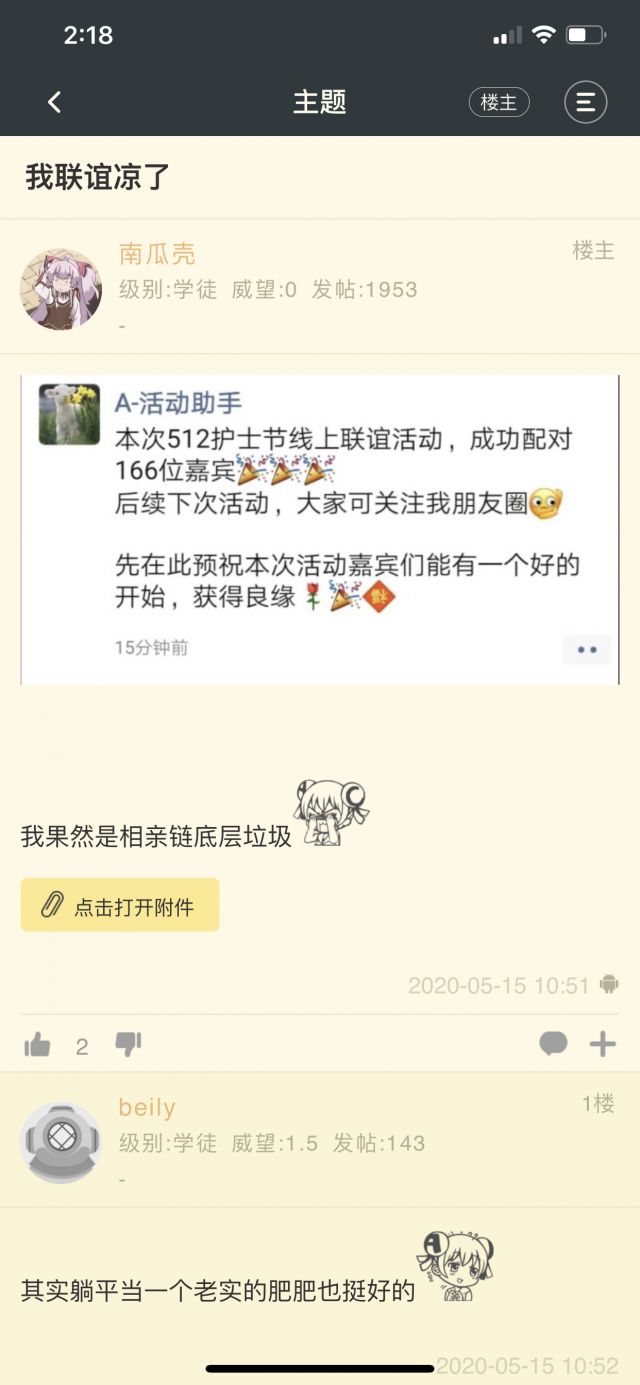 2:18
主题
楼主
我联谊凉了
南瓜壳
楼主
级别:学徒 威望:0 发帖:1953
-
A-活动助手
本次512护士节线上联谊活动，成功配对
166位嘉宾🎉🎉🎉
后续下次活动，大家可关注我朋友圈
先在此预祝本次活动嘉宾们能有一个好的
开始，获得良缘🌹🎉
15分钟前
我果然是相亲链底层垃圾
点击打开附件
2020-05-15 10:51
2
beily
1楼
级别:学徒 威望:1.5 发帖:143
-
其实躺平当一个老实的肥肥也挺好的
2020-05-15 10:52